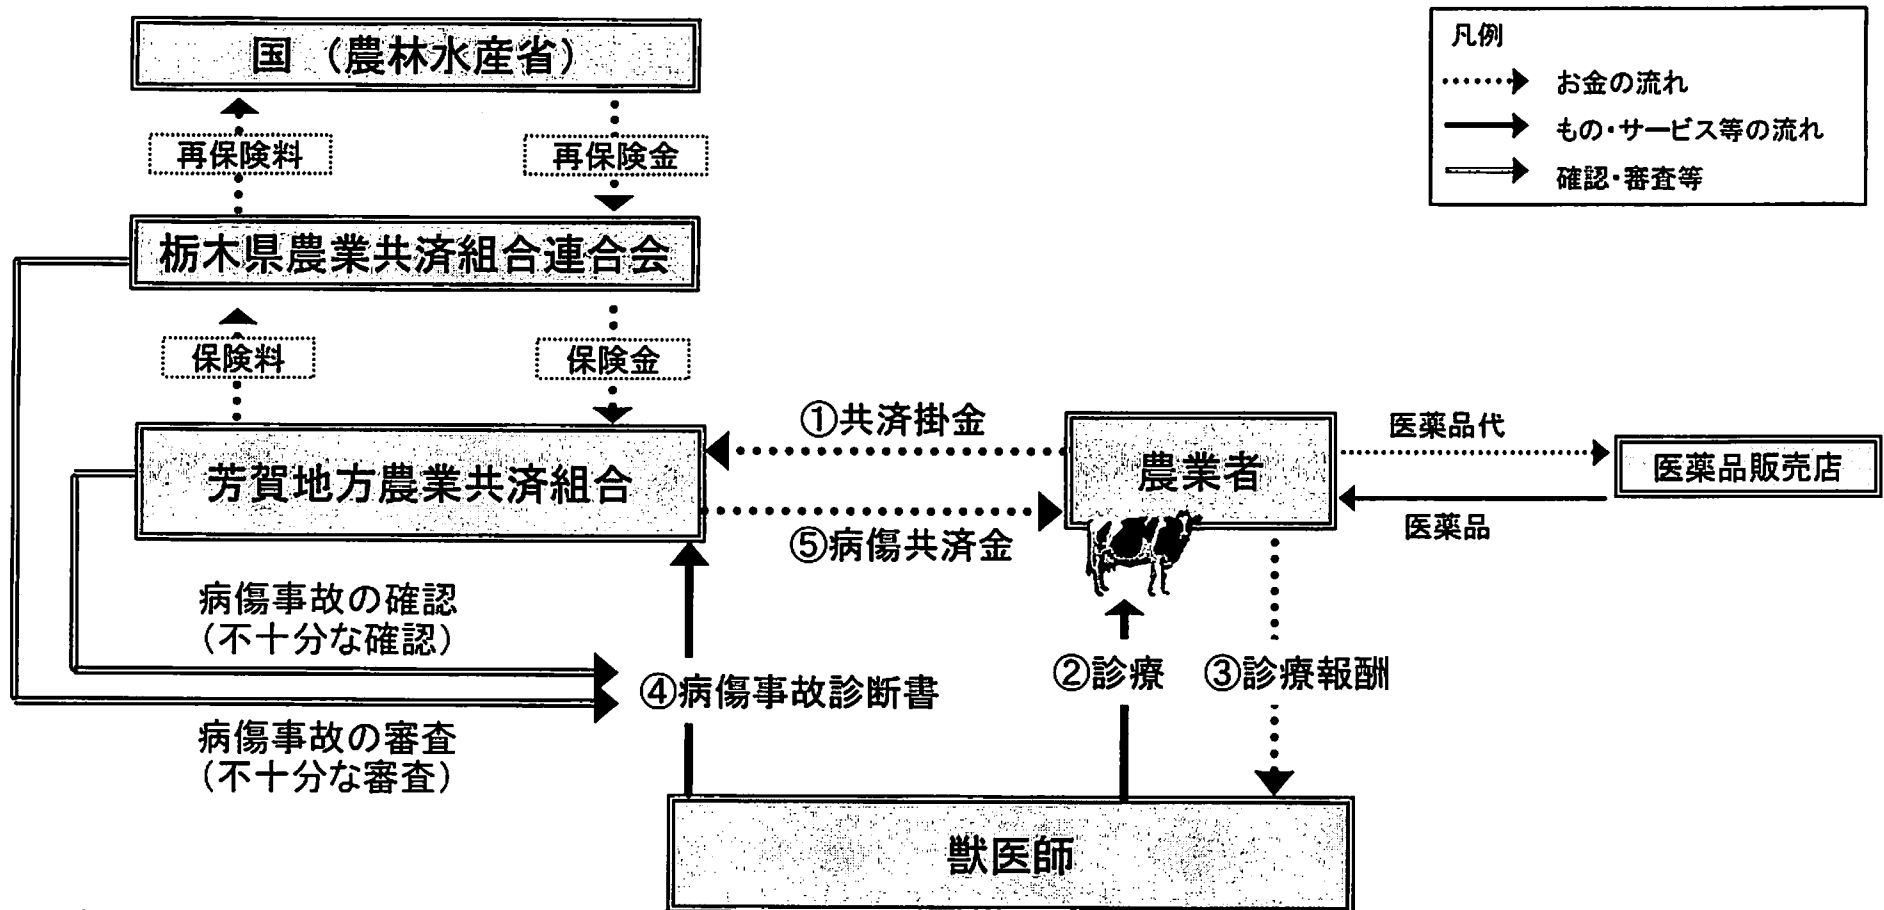 国（農林水産省）
凡例
お金の流れ
もの・サービス等の流れ
確認・審査等
再保険料
再保険金
栃木県農業共済組合連合会
保険料
保険金
①共済掛金
医薬品代
芳賀地方農業共済組合
農業者
医薬品販売店
⑤病傷共済金
医薬品
病傷事故の確認
（不十分な確認）
④病傷事故診断書
②診療
③診療報酬
病傷事故の審査
（不十分な審査）
獣医師